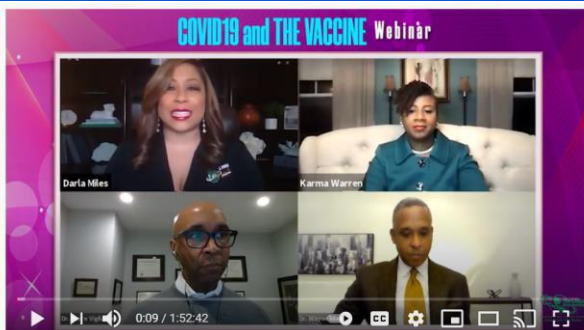 COVID19 and THE VACCINE Webinar
Darla Miles
Karma Warren
0:09 / 1:52:42
CC